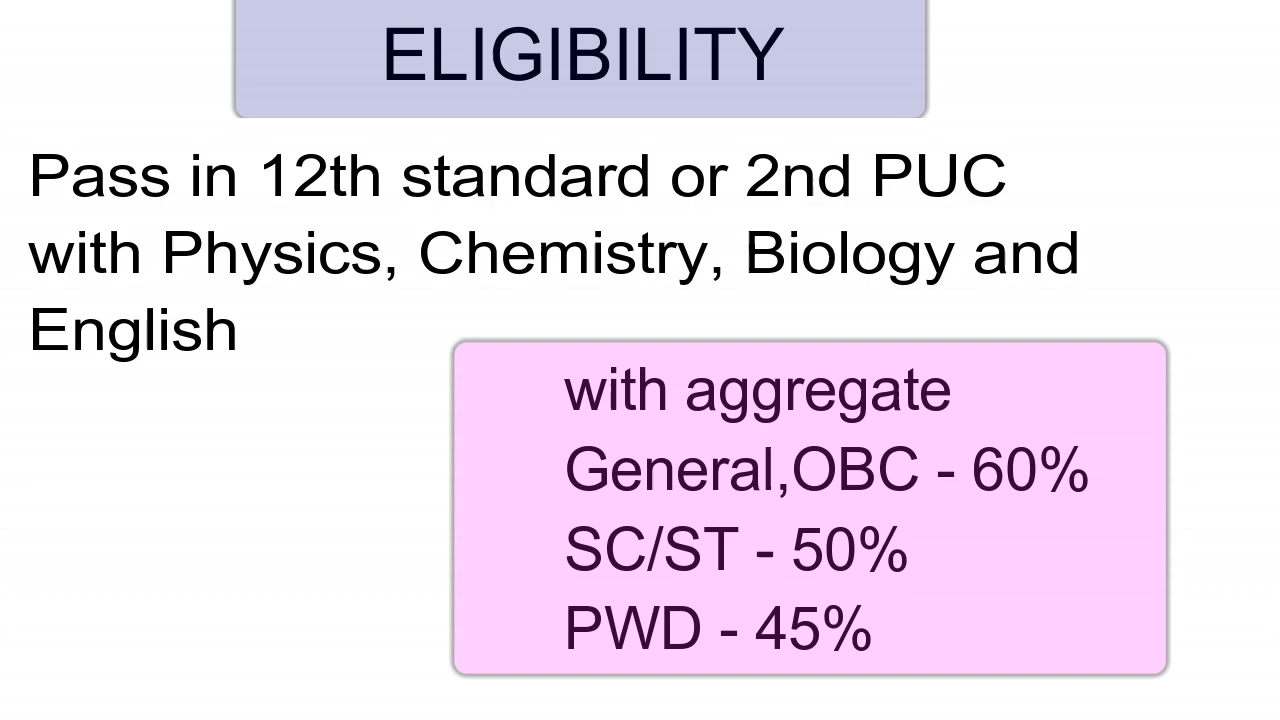 ELIGIBILITY
Pass in 12th standard or 2nd PUC
with Physics, Chemistry, Biology and
English
with aggregate
General,OBC - 60%
SC/ST - 50%
PWD - 45%